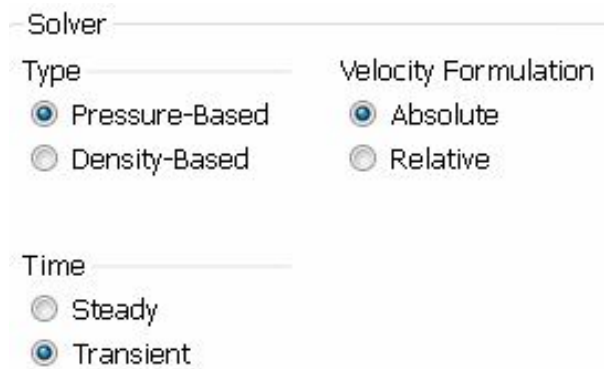 Solver
Type
Pressure-Based
Density-Based
Velocity Formulation
Absolute
Relative
Time
Steady
Transient